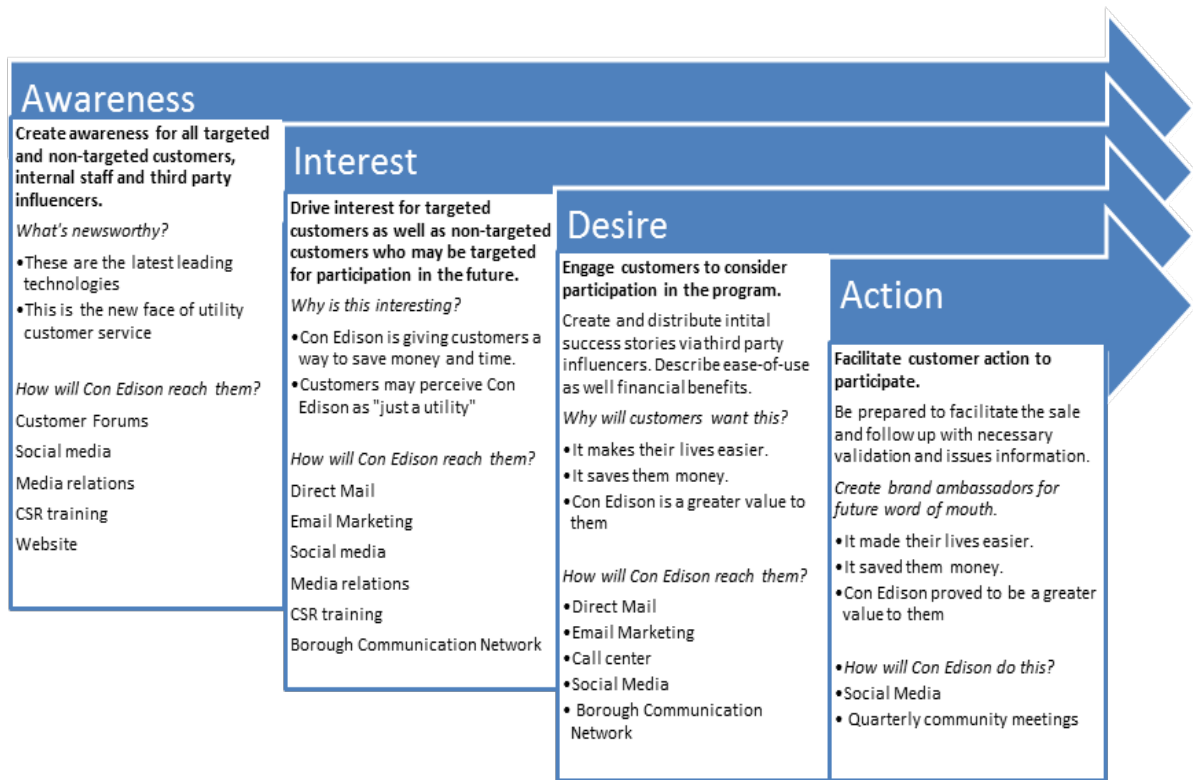 Awareness
Create awareness for all targeted
and non-targeted customers,
internal staff and third party
influencers.
What's newsworthy?
•These are the latest leading
technologies
•This is the new face of utility
customer service
How will Con Edison reach them?
Customer Forums
Social media
Media relations
CSR training
Website
Interest
Drive interest for targeted
customers as well as non-targeted
customers who may be targeted
for participation in the future.
Why is this interesting?
•Con Edison is giving customers a
way to save money and time.
•Customers may perceive Con
Edison as "just a utility"
How will Con Edison reach them?
Direct Mail
Email Marketing
Social media
Media relations
CSR training
Borough Communication Network
Desire
Engage customers to consider
participation in the program.
Create and distribute intital
success stories via third party
influencers. Describe ease-of-use
as well financial benefits.
Why will customers want this?
•It makes their lives easier.
•It saves them money.
•Con Edison is a greater value to
them
How will Con Edison reach them?
•Direct Mail
•Email Marketing
•Call center
•Social Media
• Borough Communication
Network
Action
Facilitate customer action to
participate.
Be prepared to facilitate the sale
and follow up with necessary
validation and issues information.
Create brand ambassadors for
future word of mouth.
•It made their lives easier.
•It saved them money.
•Con Edison proved to be a greater
value to them
•How will Con Edison do this?
•Social Media
• Quarterly community meetings